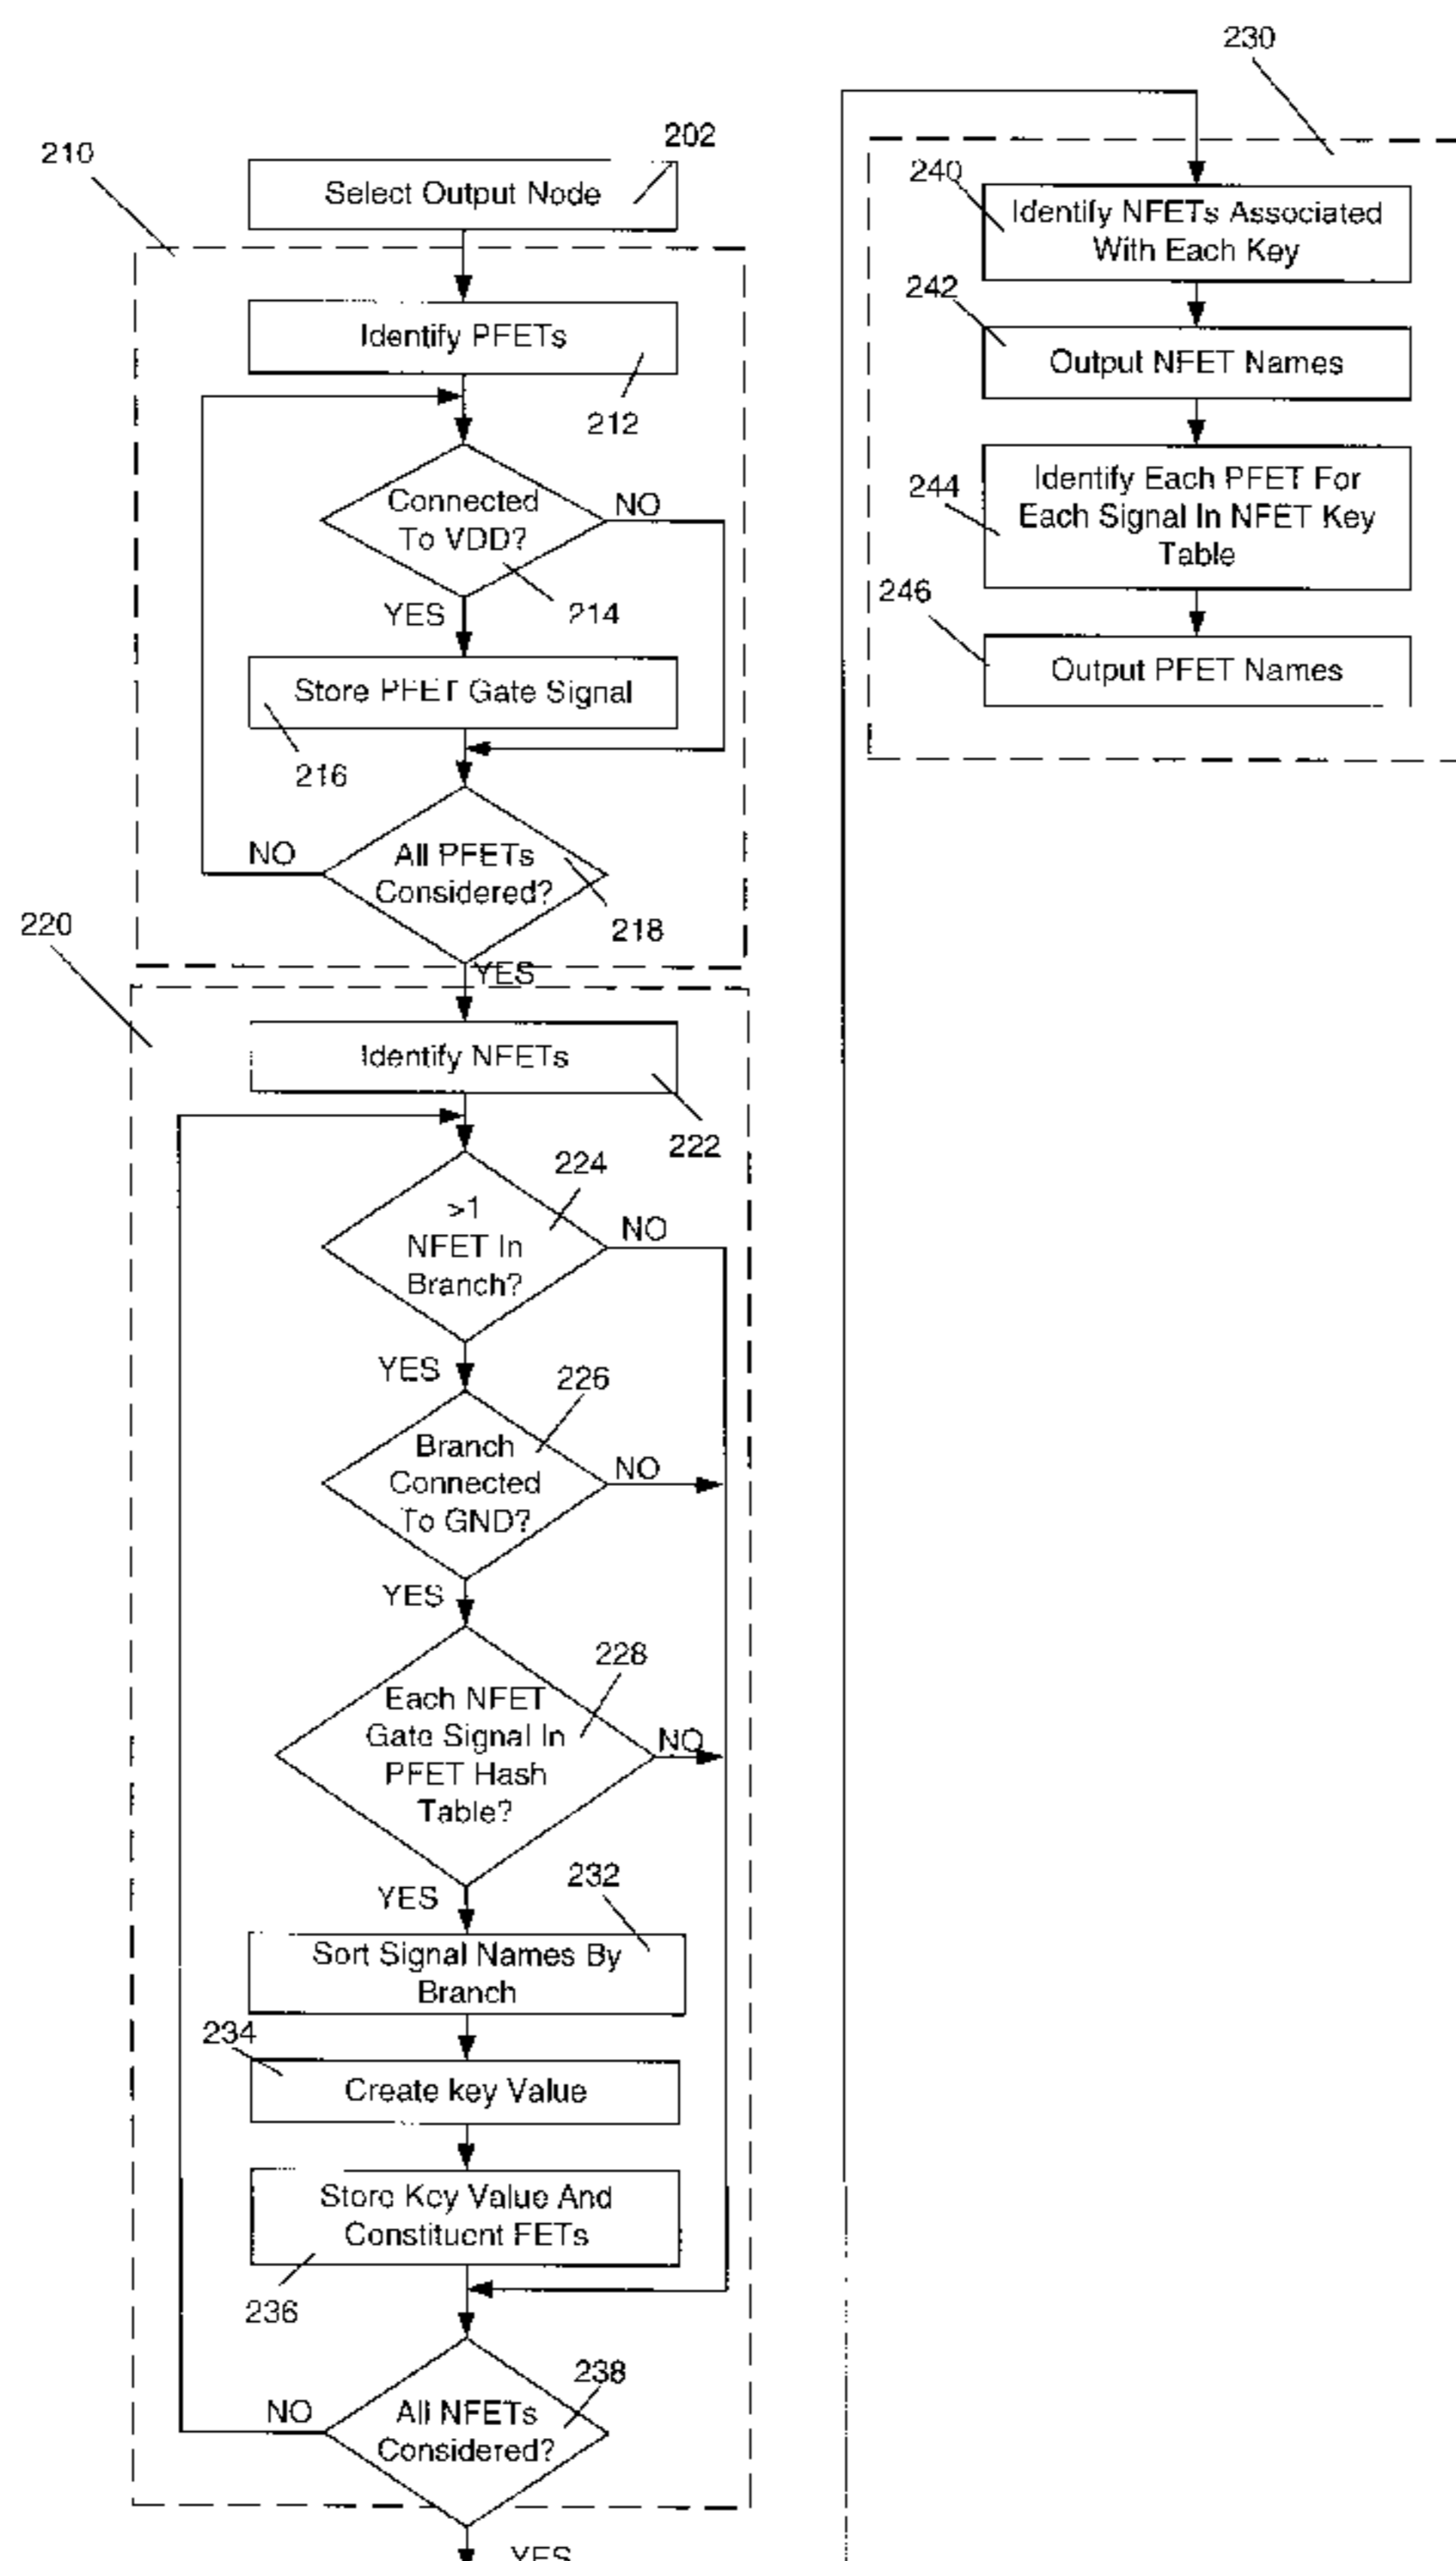 202
210
Select Output Node
Identify PFETs
212
Connected
To VDD?
NO
214
YES
Store PFET Gate Signal
216
All PFETs
Considered?
NO
218
YES
220
Identify NFETs
222
224
>1
NFET In
Branch?
NO
YES
226
Branch
Connected
To GND?
NO
YES
228
Each NFET
Gate Signal In
PFET Hash
Table?
NO
YES
232
Sort Signal Names By
Branch
234
Create key Value
Store Key Value And
Constituent FETs
236
238
All NFETs
Considered?
NO
YES
230
240
Identify NFETs Associated
With Each Key
242
Output NFET Names
244
Identify Each PFET For
Each Signal In NFET Key
Table
246
Output PFET Names